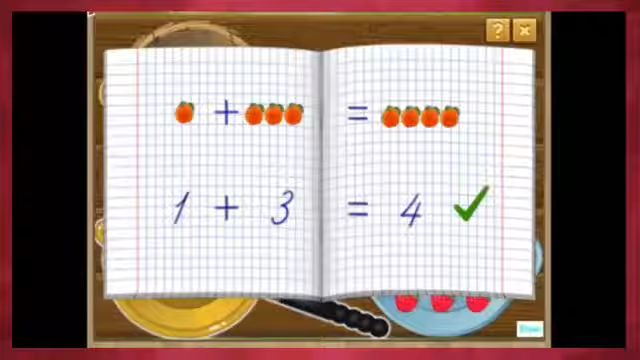 ? ×
+ =
1 + 3 = 4 ✓